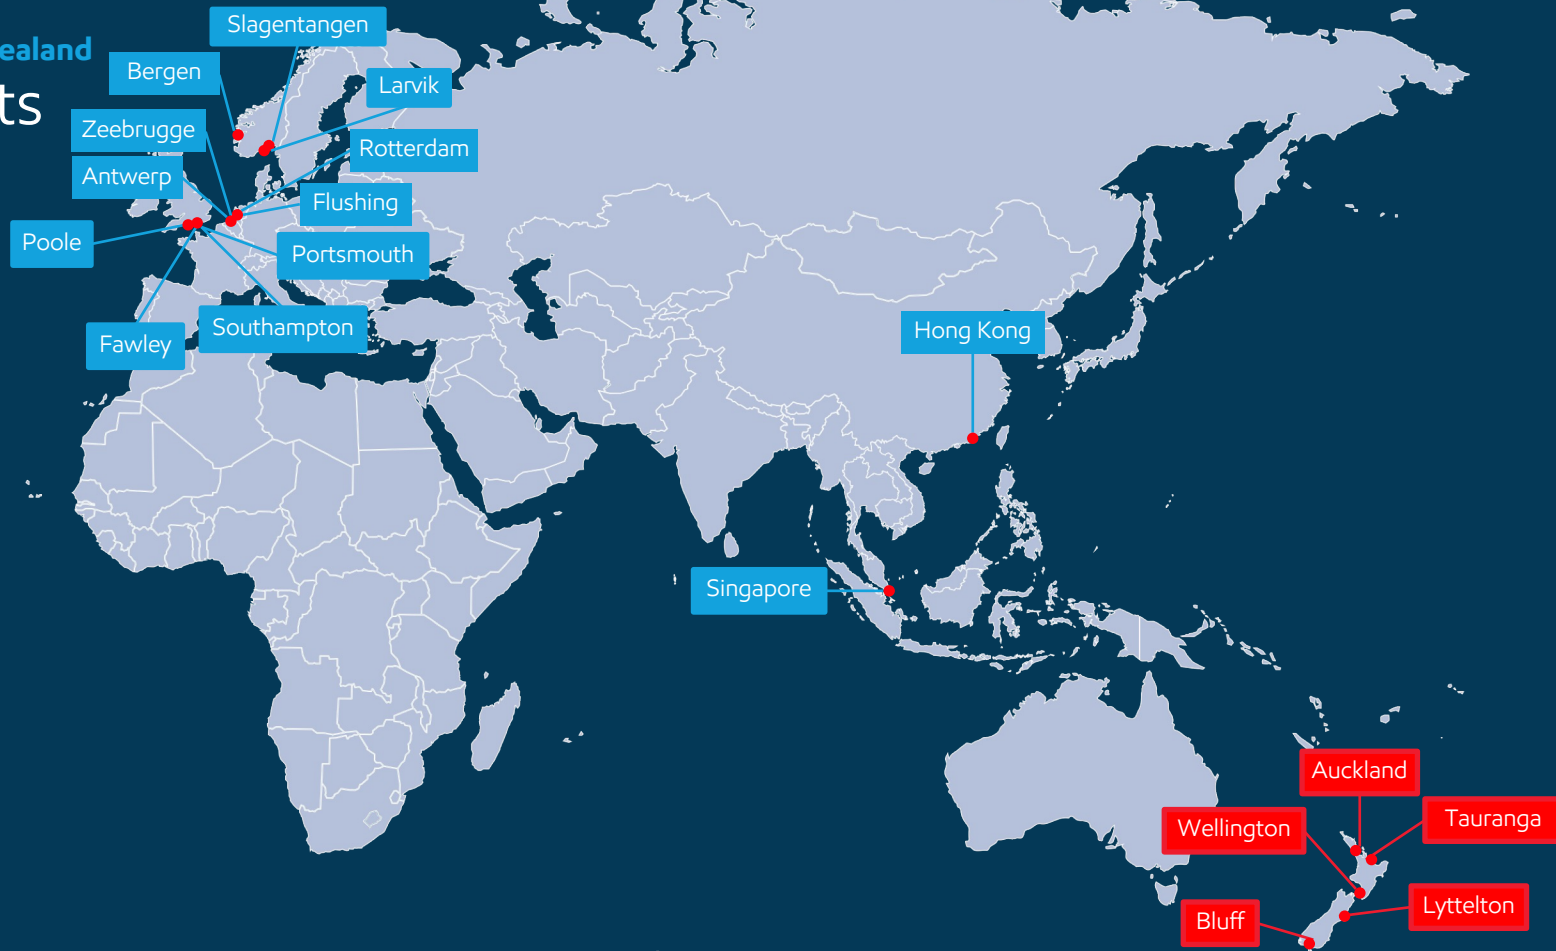 Slagentangen
ealand
Bergen
Larvik
ts
Zeebrugge
Rotterdam
Antwerp
Flushing
Poole
Portsmouth
Southampton
Fawley
Hong Kong
Singapore
Auckland
Tauranga
Wellington
Lyttelton
Bluff